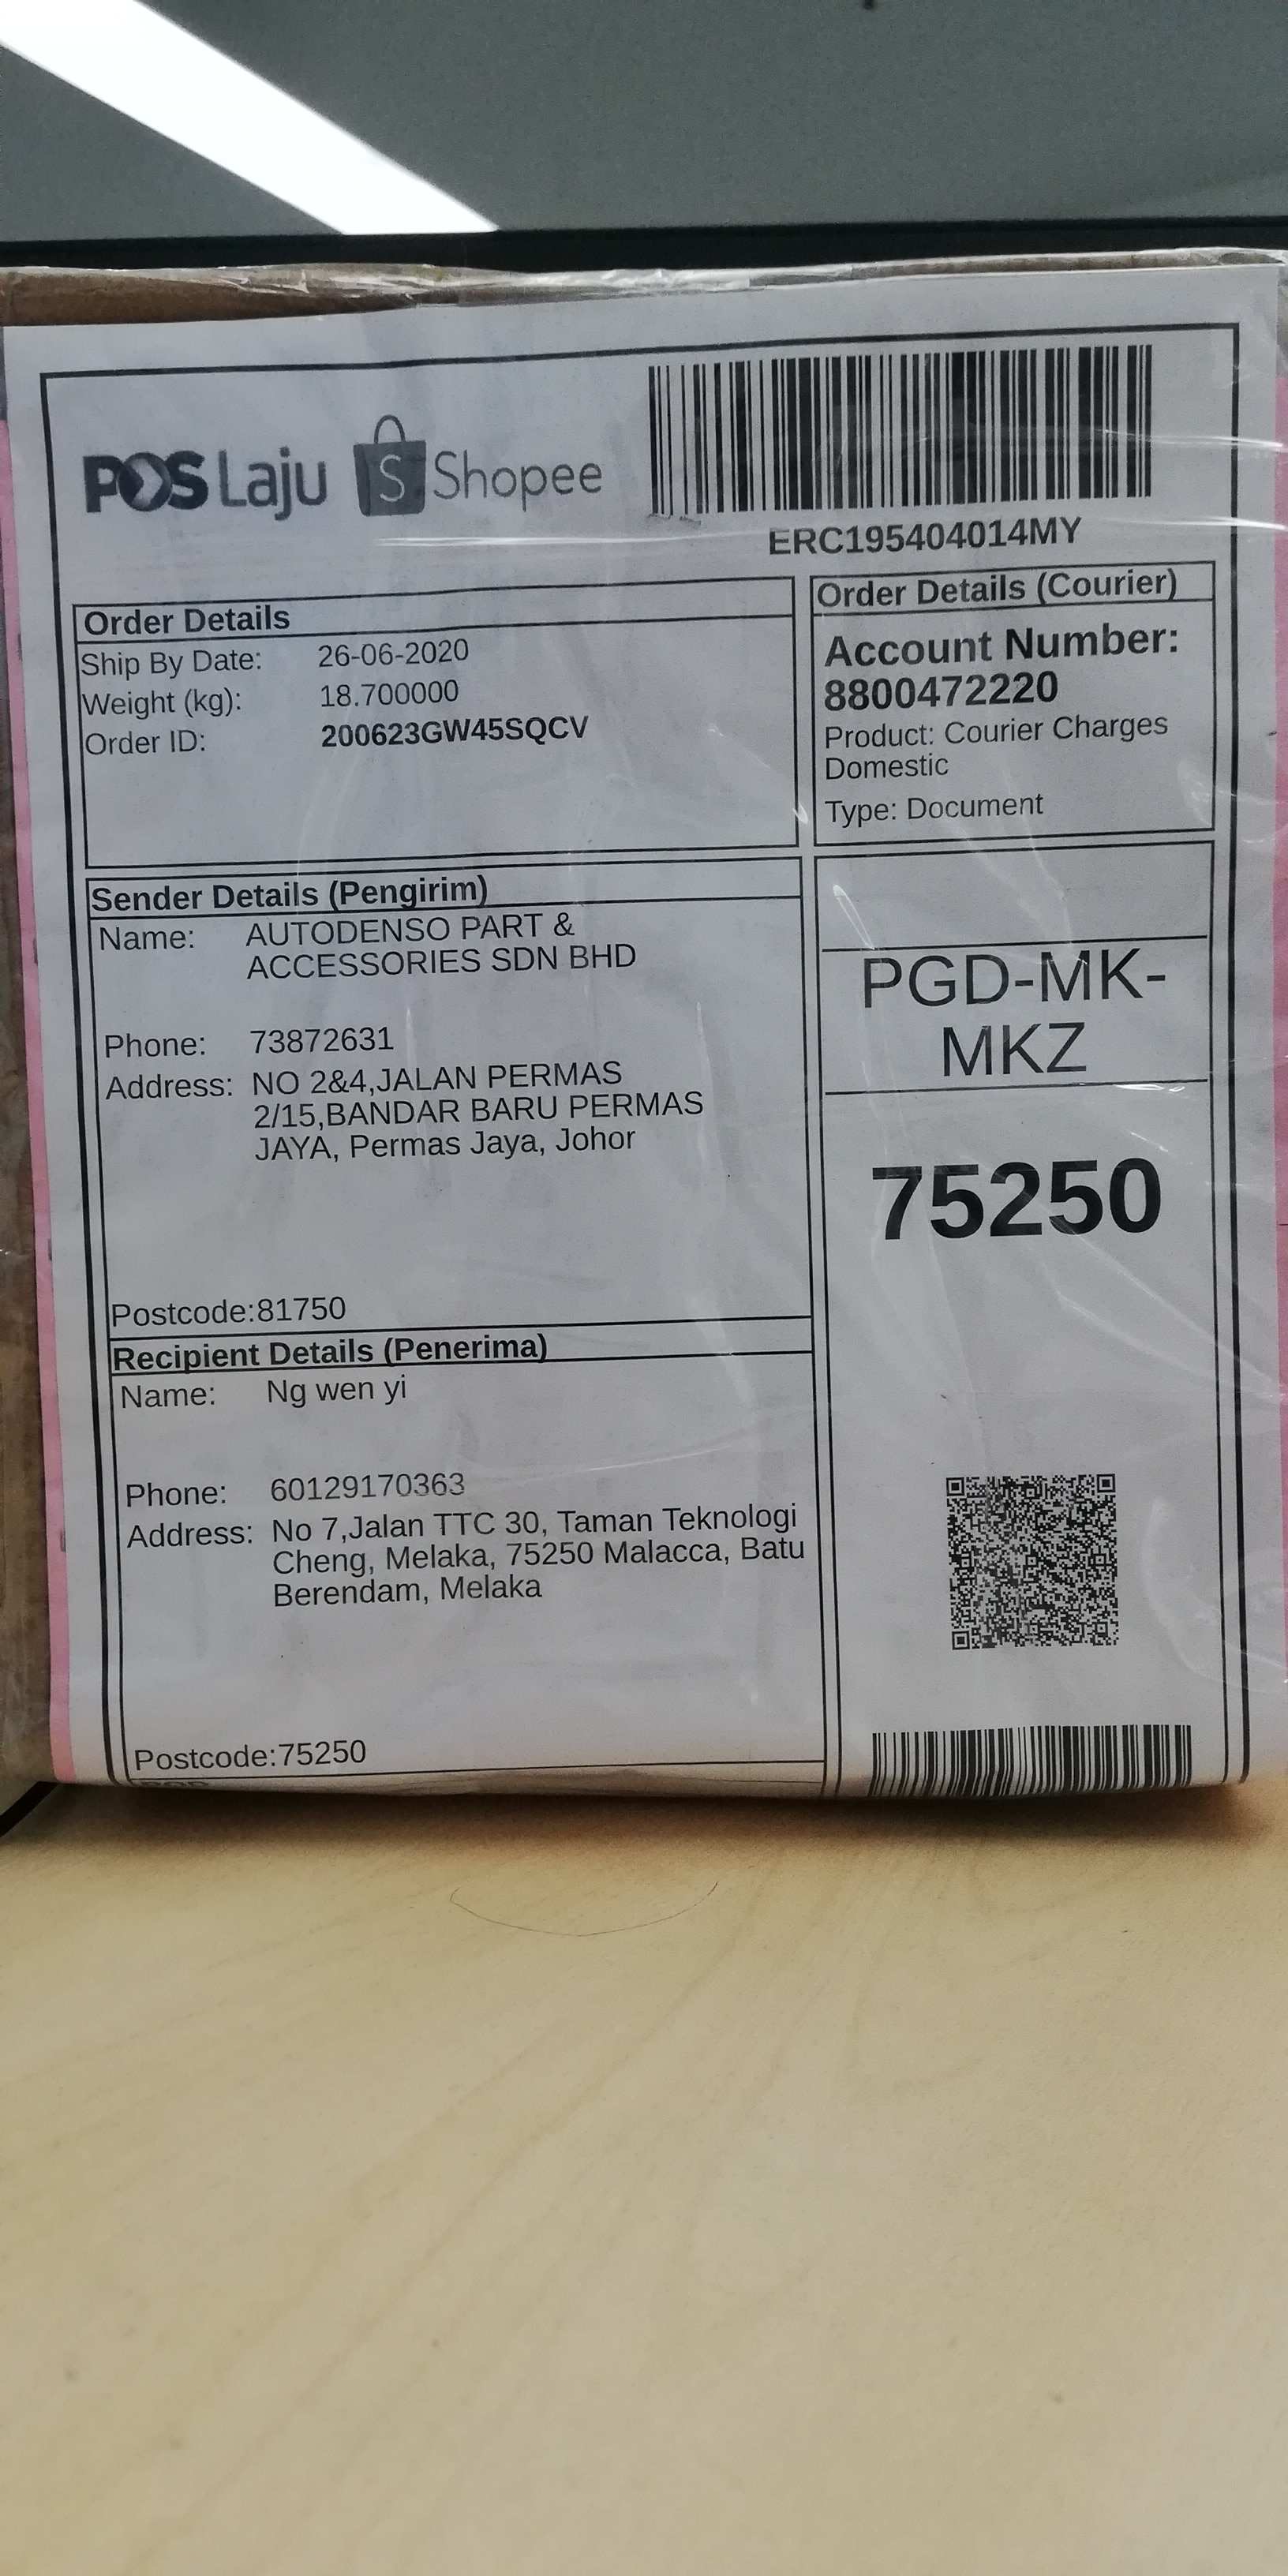 POS Laju S Shopee
ERC195404014MY
Order Details
Ship By Date: 26-06-2020
Weight (kg): 18.700000
Order ID: 200623GW45SQCV
Order Details (Courier)
Account Number:
8800472220
Product: Courier Charges
Domestic
Type: Document
Sender Details (Pengirim)
Name: AUTODENSO PART &
ACCESSORIES SDN BHD
Phone: 73872631
Address: NO 2&4,JALAN PERMAS
2/15,BANDAR BARU PERMAS
JAYA, Permas Jaya, Johor
Postcode:81750
PGD-MK-
MKZ
75250
Recipient Details (Penerima)
Name: Ng wen yi
Phone: 60129170363
Address: No 7,Jalan TTC 30, Taman Teknologi
Cheng, Melaka, 75250 Malacca, Batu
Berendam, Melaka
Postcode:75250